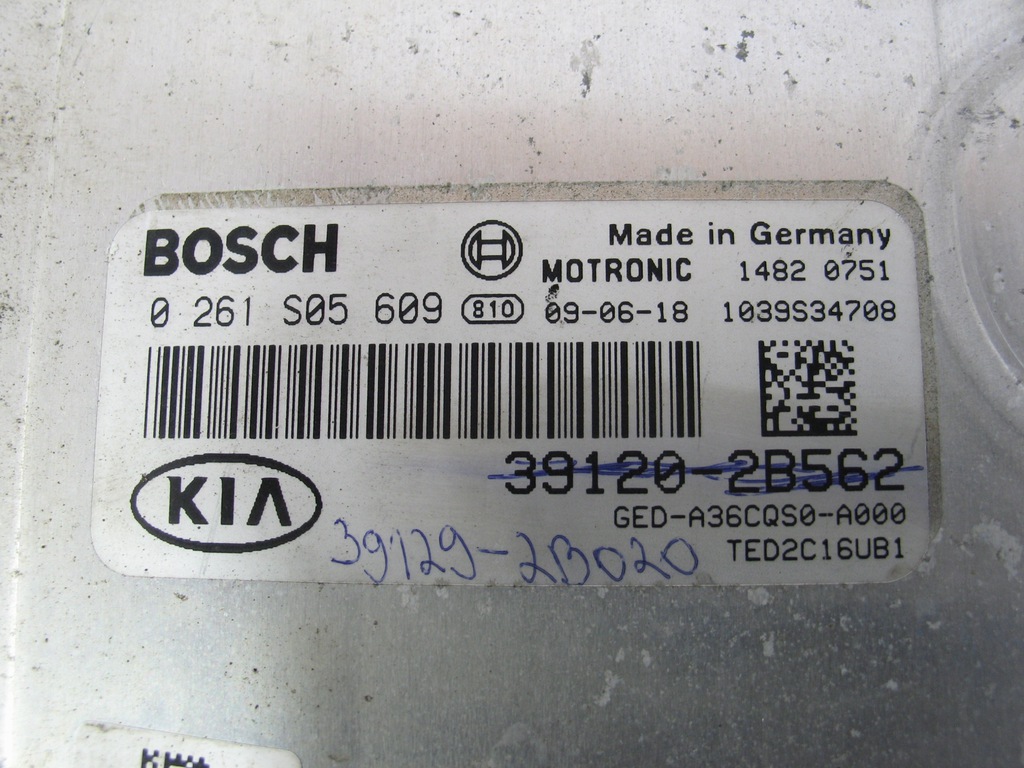 BOSCH
Made in Germany
MOTRONIC 1482 0751
0 261 S05 609 810 09-06-18 1039S34708
KIA
39120-2B562
GED-A36CQS0-A000
39129-2B020
TED2C16UB1